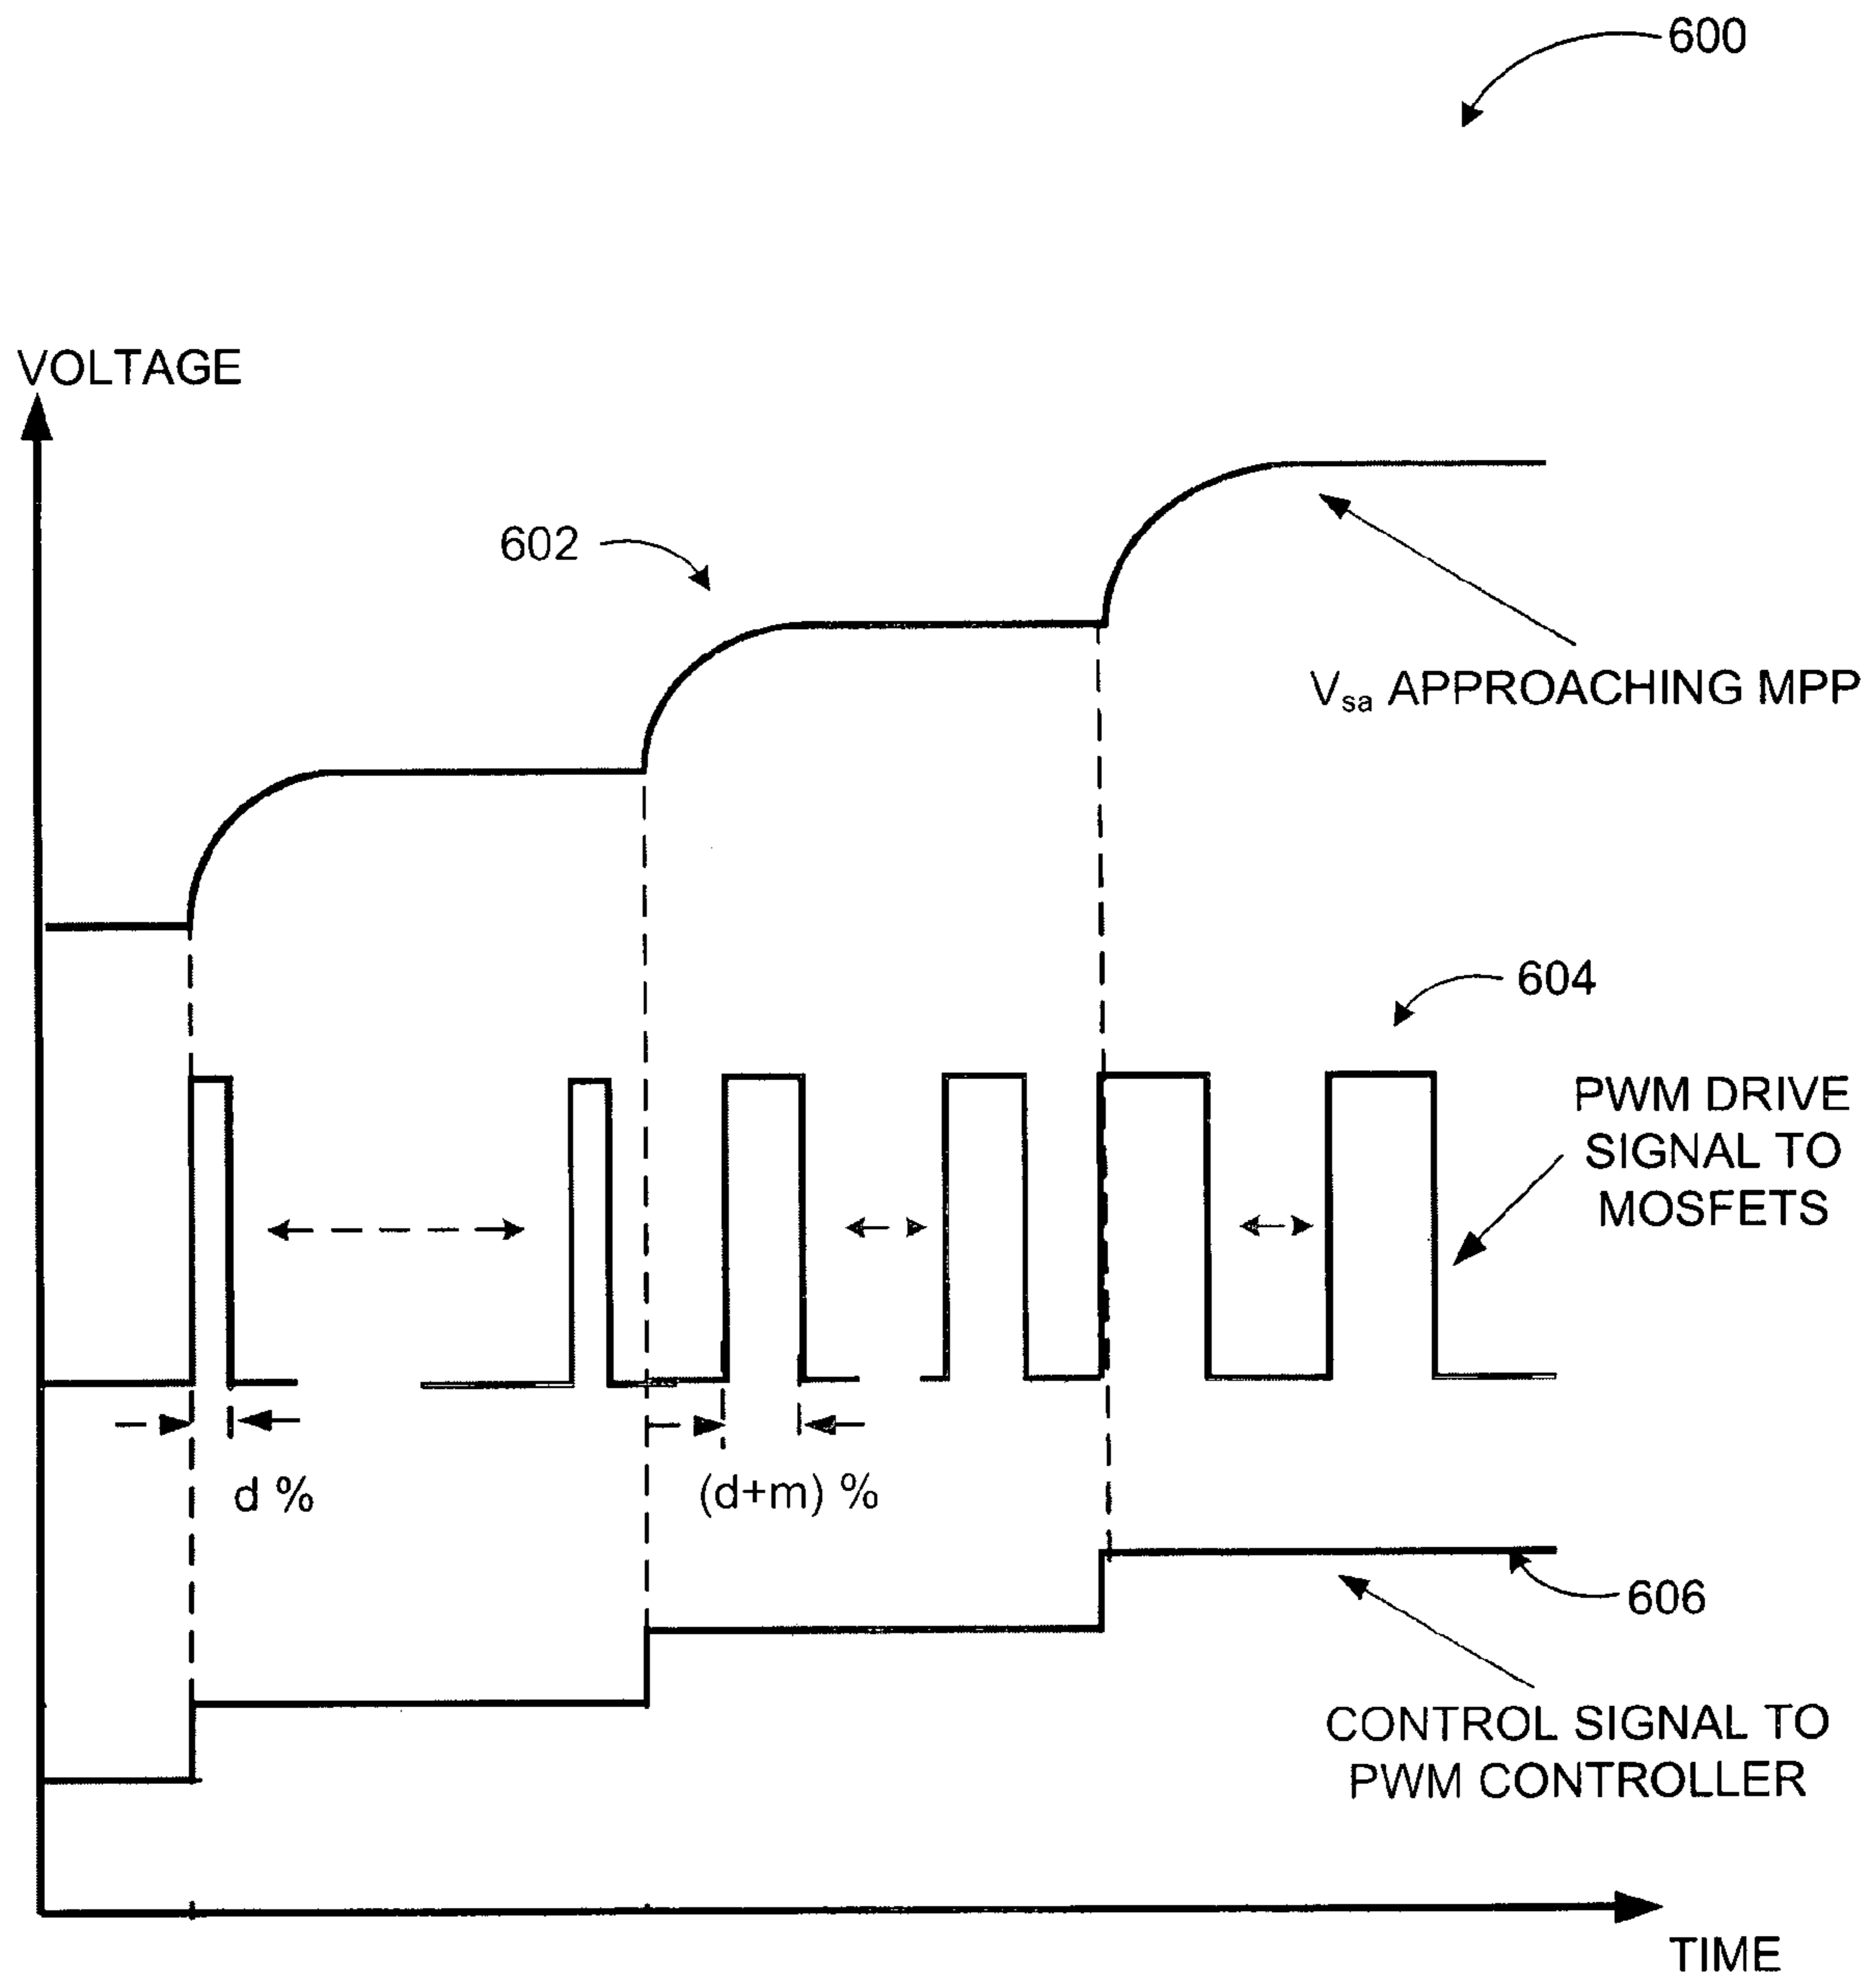 600
VOLTAGE
602
Vsa APPROACHING MPP
604
PWM DRIVE
SIGNAL TO
MOSFETS
d %
(d+m) %
606
CONTROL SIGNAL TO
PWM CONTROLLER
TIME